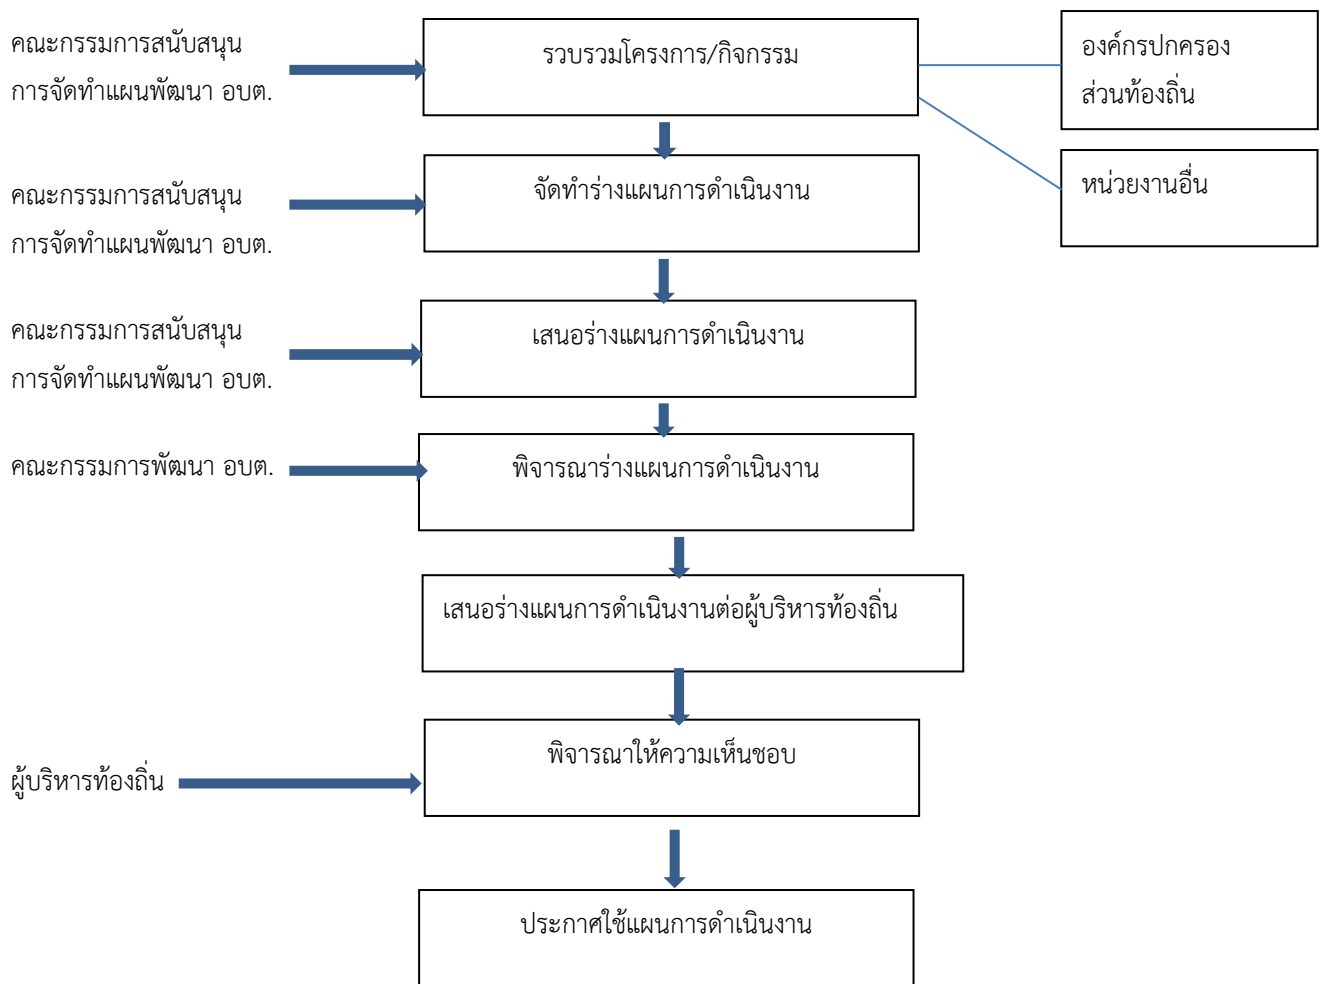 คณะกรรมการสนับสนุน
การจัดทำแผนพัฒนา อบต.
รวบรวมโครงการ/กิจกรรม
องค์กรปกครอง
ส่วนท้องถิ่น
หน่วยงานอื่น
คณะกรรมการสนับสนุน
การจัดทำแผนพัฒนา อบต.
จัดทำร่างแผนการดำเนินงาน
คณะกรรมการสนับสนุน
การจัดทำแผนพัฒนา อบต.
เสนอร่างแผนการดำเนินงาน
คณะกรรมการพัฒนา อบต.
พิจารณาร่างแผนการดำเนินงาน
เสนอร่างแผนการดำเนินงานต่อผู้บริหารท้องถิ่น
ผู้บริหารท้องถิ่น
พิจารณาให้ความเห็นชอบ
ประกาศใช้แผนการดำเนินงาน